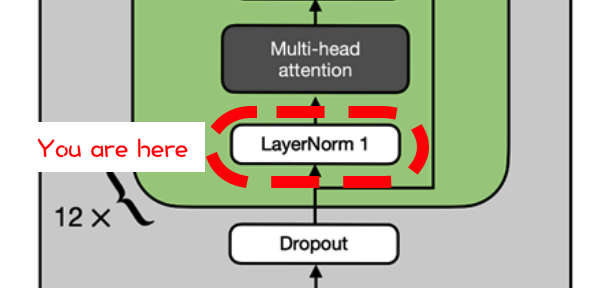 Multi-head
attention
LayerNorm 1
You are here
12 ×
Dropout